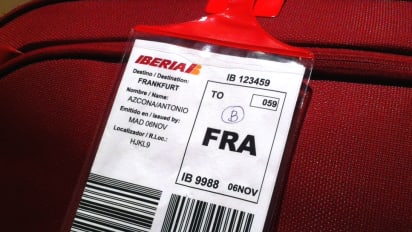 IBERIA
Destino / Destination:
FRANKFURT
Nombre / Name:
AZCONA/ANTONIO
Emitido en / Issued by:
MAD 06NOV
Localizador / R.Loc.:
HJKL9
IB 123459
TO
059
B
FRA
IB 9988 06NOV